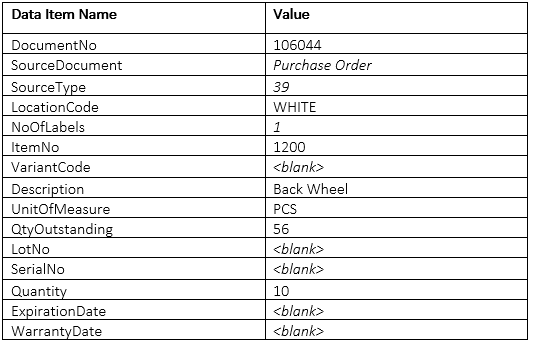 Data Item Name Value
DocumentNo 106044
SourceDocument Purchase Order
SourceType 39
LocationCode WHITE
NoOfLabels 1
ItemNo 1200
VariantCode <blank>
Description Back Wheel
UnitOfMeasure PCS
QtyOutstanding 56
LotNo <blank>
SerialNo <blank>
Quantity 10
ExpirationDate <blank>
WarrantyDate <blank>